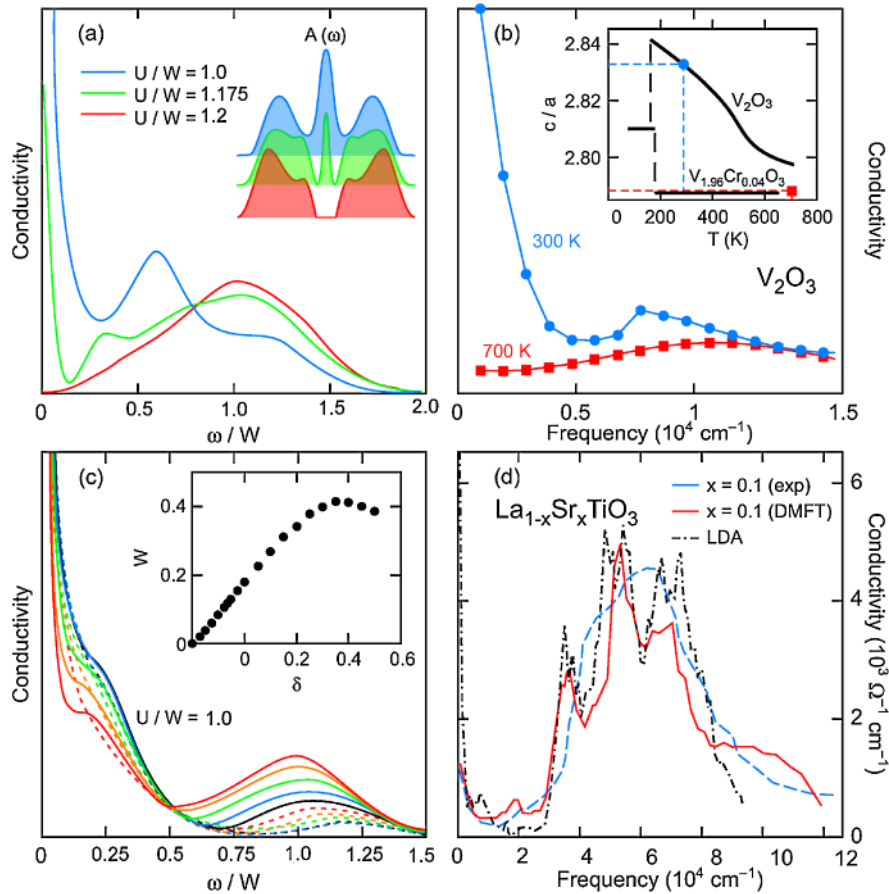 (a)
A (ω)
U / W = 1.0
U / W = 1.175
U / W = 1.2
Conductivity
0
0.5
1.0
1.5
2.0
ω / W
(b)
2.84
2.82
2.80
c / a
V₂O₃
V₁.₉₆Cr₀.₀₄O₃
0
200
400
600
800
T (K)
300 K
V₂O₃
700 K
Conductivity
0
0.5
1
1.5
Frequency (10⁴ cm⁻¹)
(c)
0.4
0.2
0
W
0
0.2
0.4
0.6
δ
U / W = 1.0
Conductivity
0
0.25
0.5
0.75
1.0
1.5
ω / W
(d)
La₁₋ₓSrₓTiO₃
x = 0.1 (exp)
x = 0.1 (DMFT)
LDA
6
4
2
0
Conductivity (10³ Ω⁻¹ cm⁻¹)
0
2
4
6
8
10
12
Frequency (10⁴ cm⁻¹)